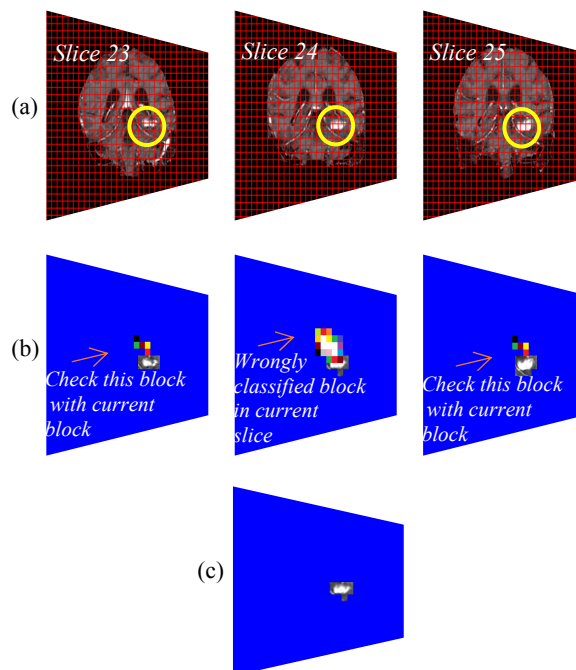 Slice 23
Slice 24
Slice 25
(a)
(b)
Check this block
with current
block
Wrongly
classified block
in current
slice
Check this block
with current
block
(c)